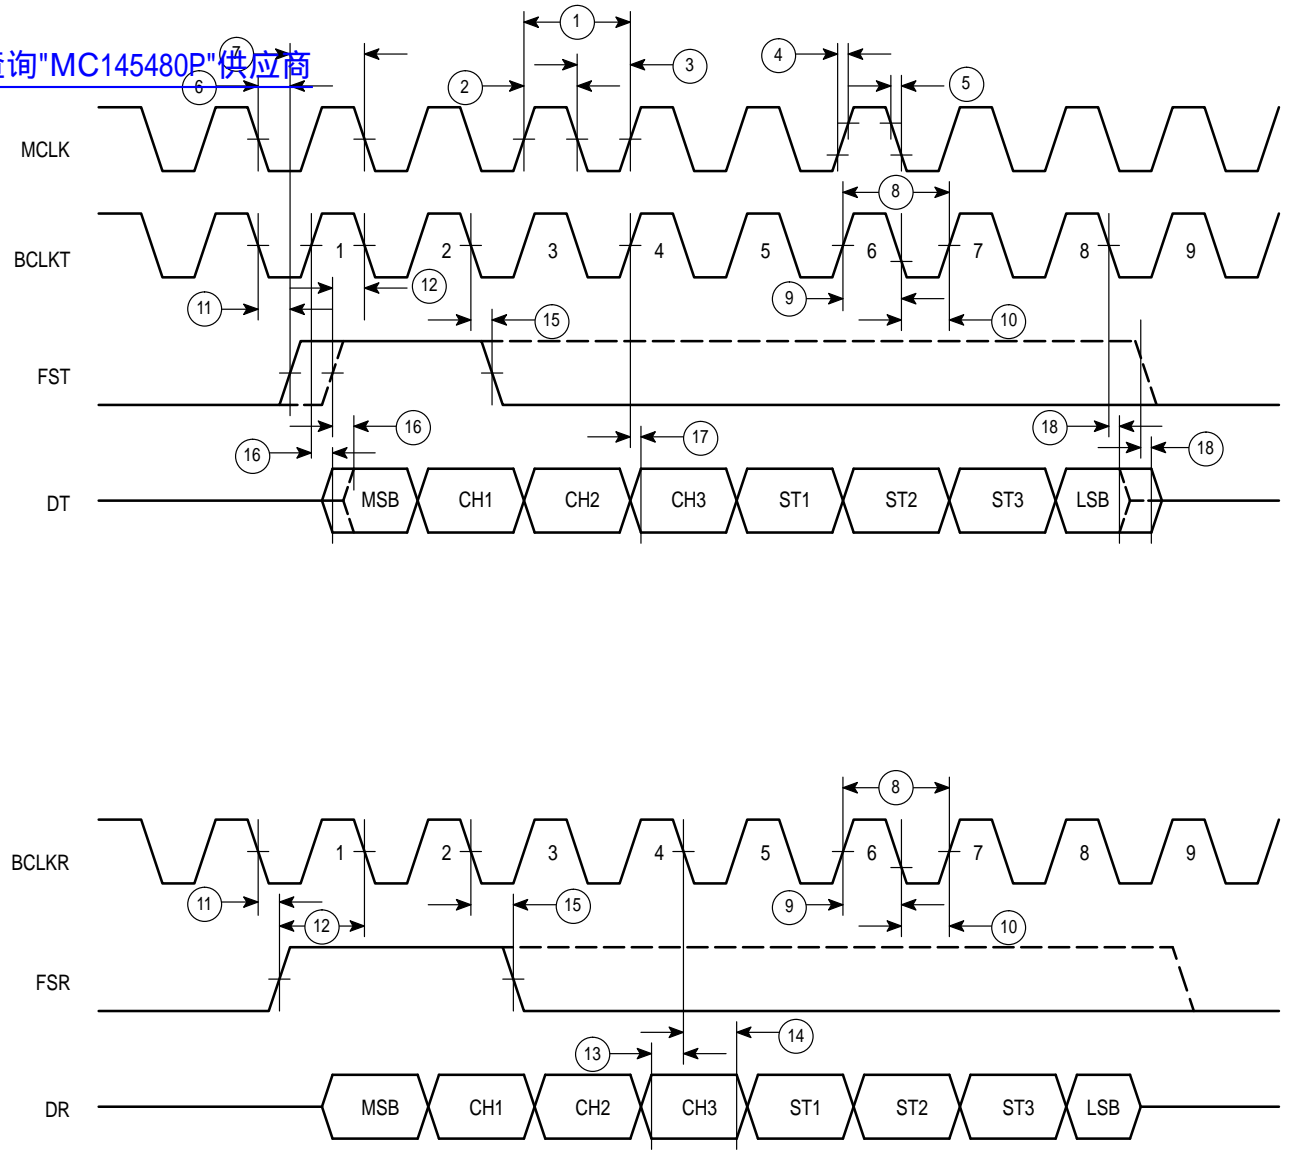 1
查询"MC145480P"供应商
7
3
4
2
6
5
MCLK
8
BCLKT
1
2
3
4
5
6
7
8
9
12
11
9
15
10
FST
16
17
18
16
18
DT
MSB
CH1
CH2
CH3
ST1
ST2
ST3
LSB
8
BCLKR
1
2
3
4
5
6
7
8
9
11
15
9
12
10
FSR
14
13
DR
MSB
CH1
CH2
CH3
ST1
ST2
ST3
LSB